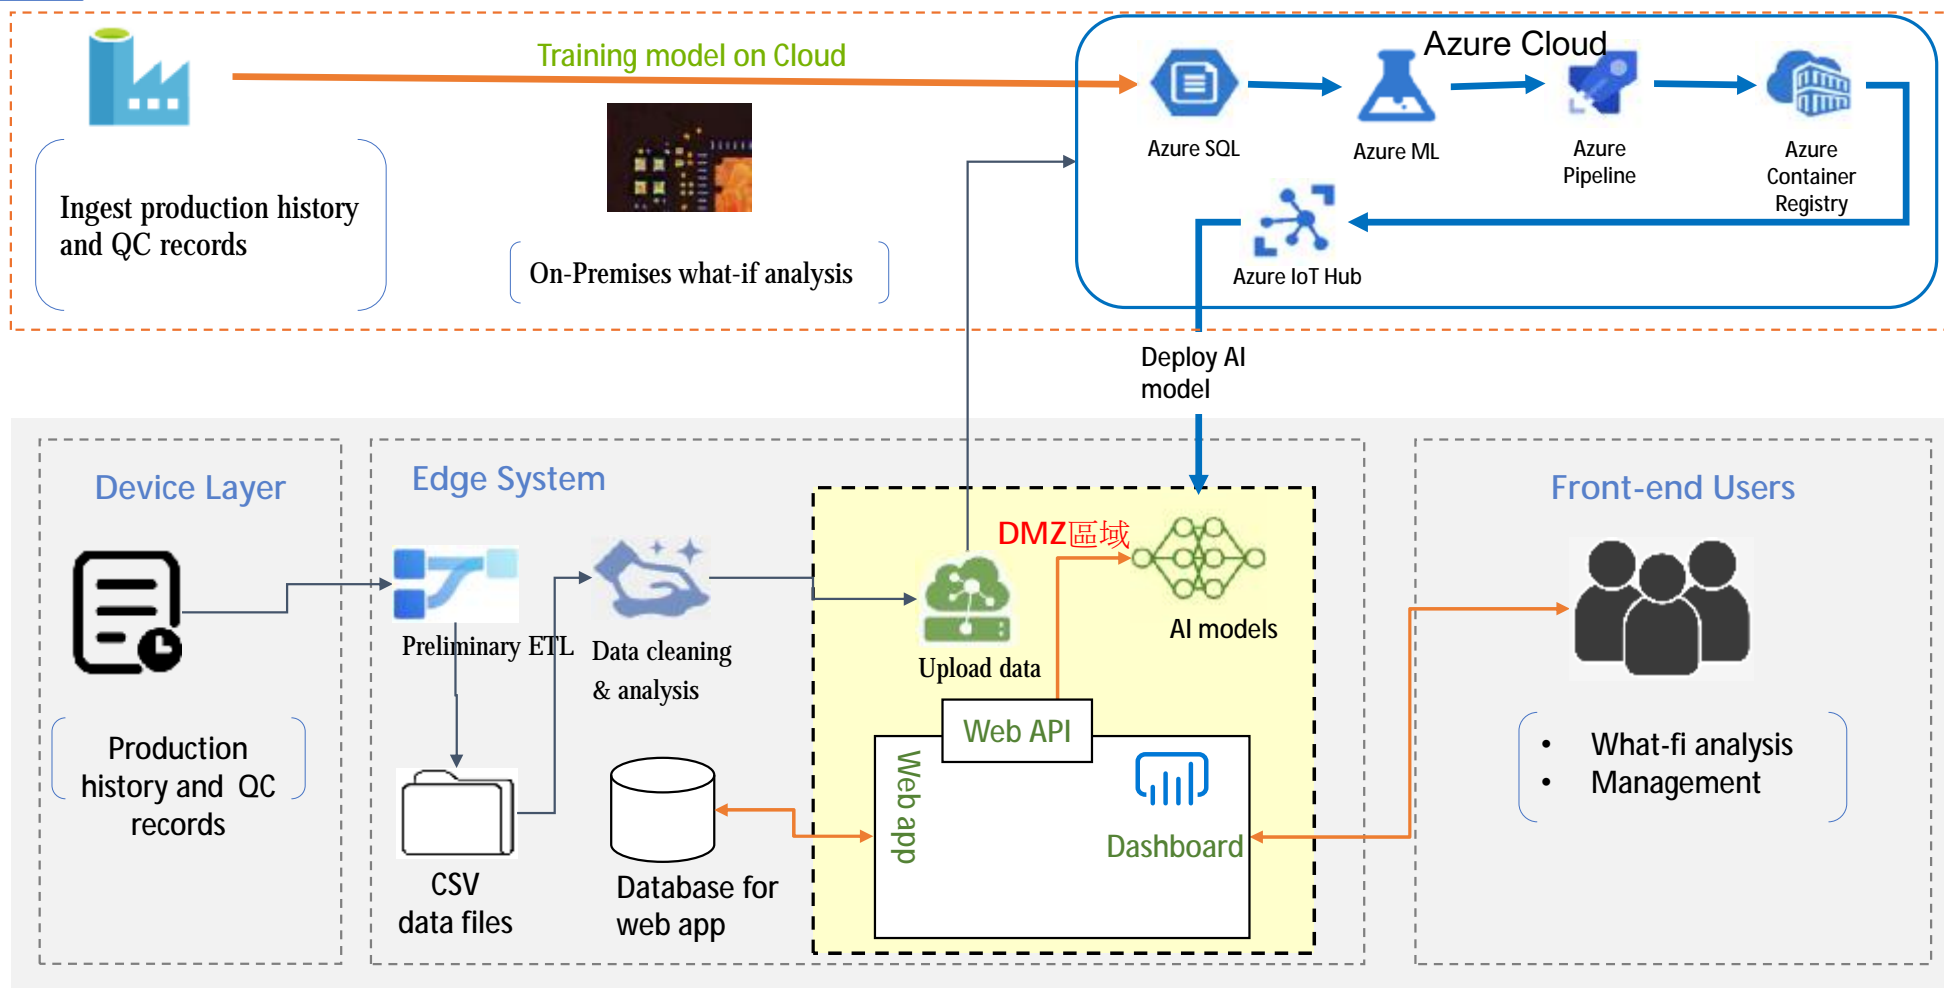 Training model on Cloud
Azure Cloud
Azure SQL
Azure ML
Azure
Pipeline
Azure
Container
Registry
Ingest production history
and QC records
On-Premises what-if analysis
Azure IoT Hub
Deploy AI
model
Device Layer
Edge System
Front-end Users
DMZ區域
Preliminary ETL
Data cleaning
& analysis
Upload data
AI models
Web API
Web app
Dashboard
Production
history and QC
records
CSV
data files
Database for
web app
• What-fi analysis
• Management